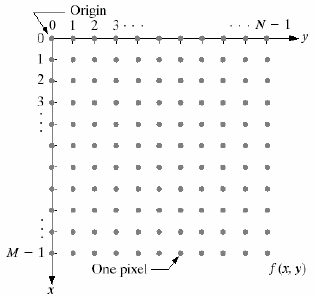 Origin
0 1 2 3 · · · · · · N − 1
y
0
1
2
3
⋮
⋮
M − 1
One pixel
f(x, y)
x